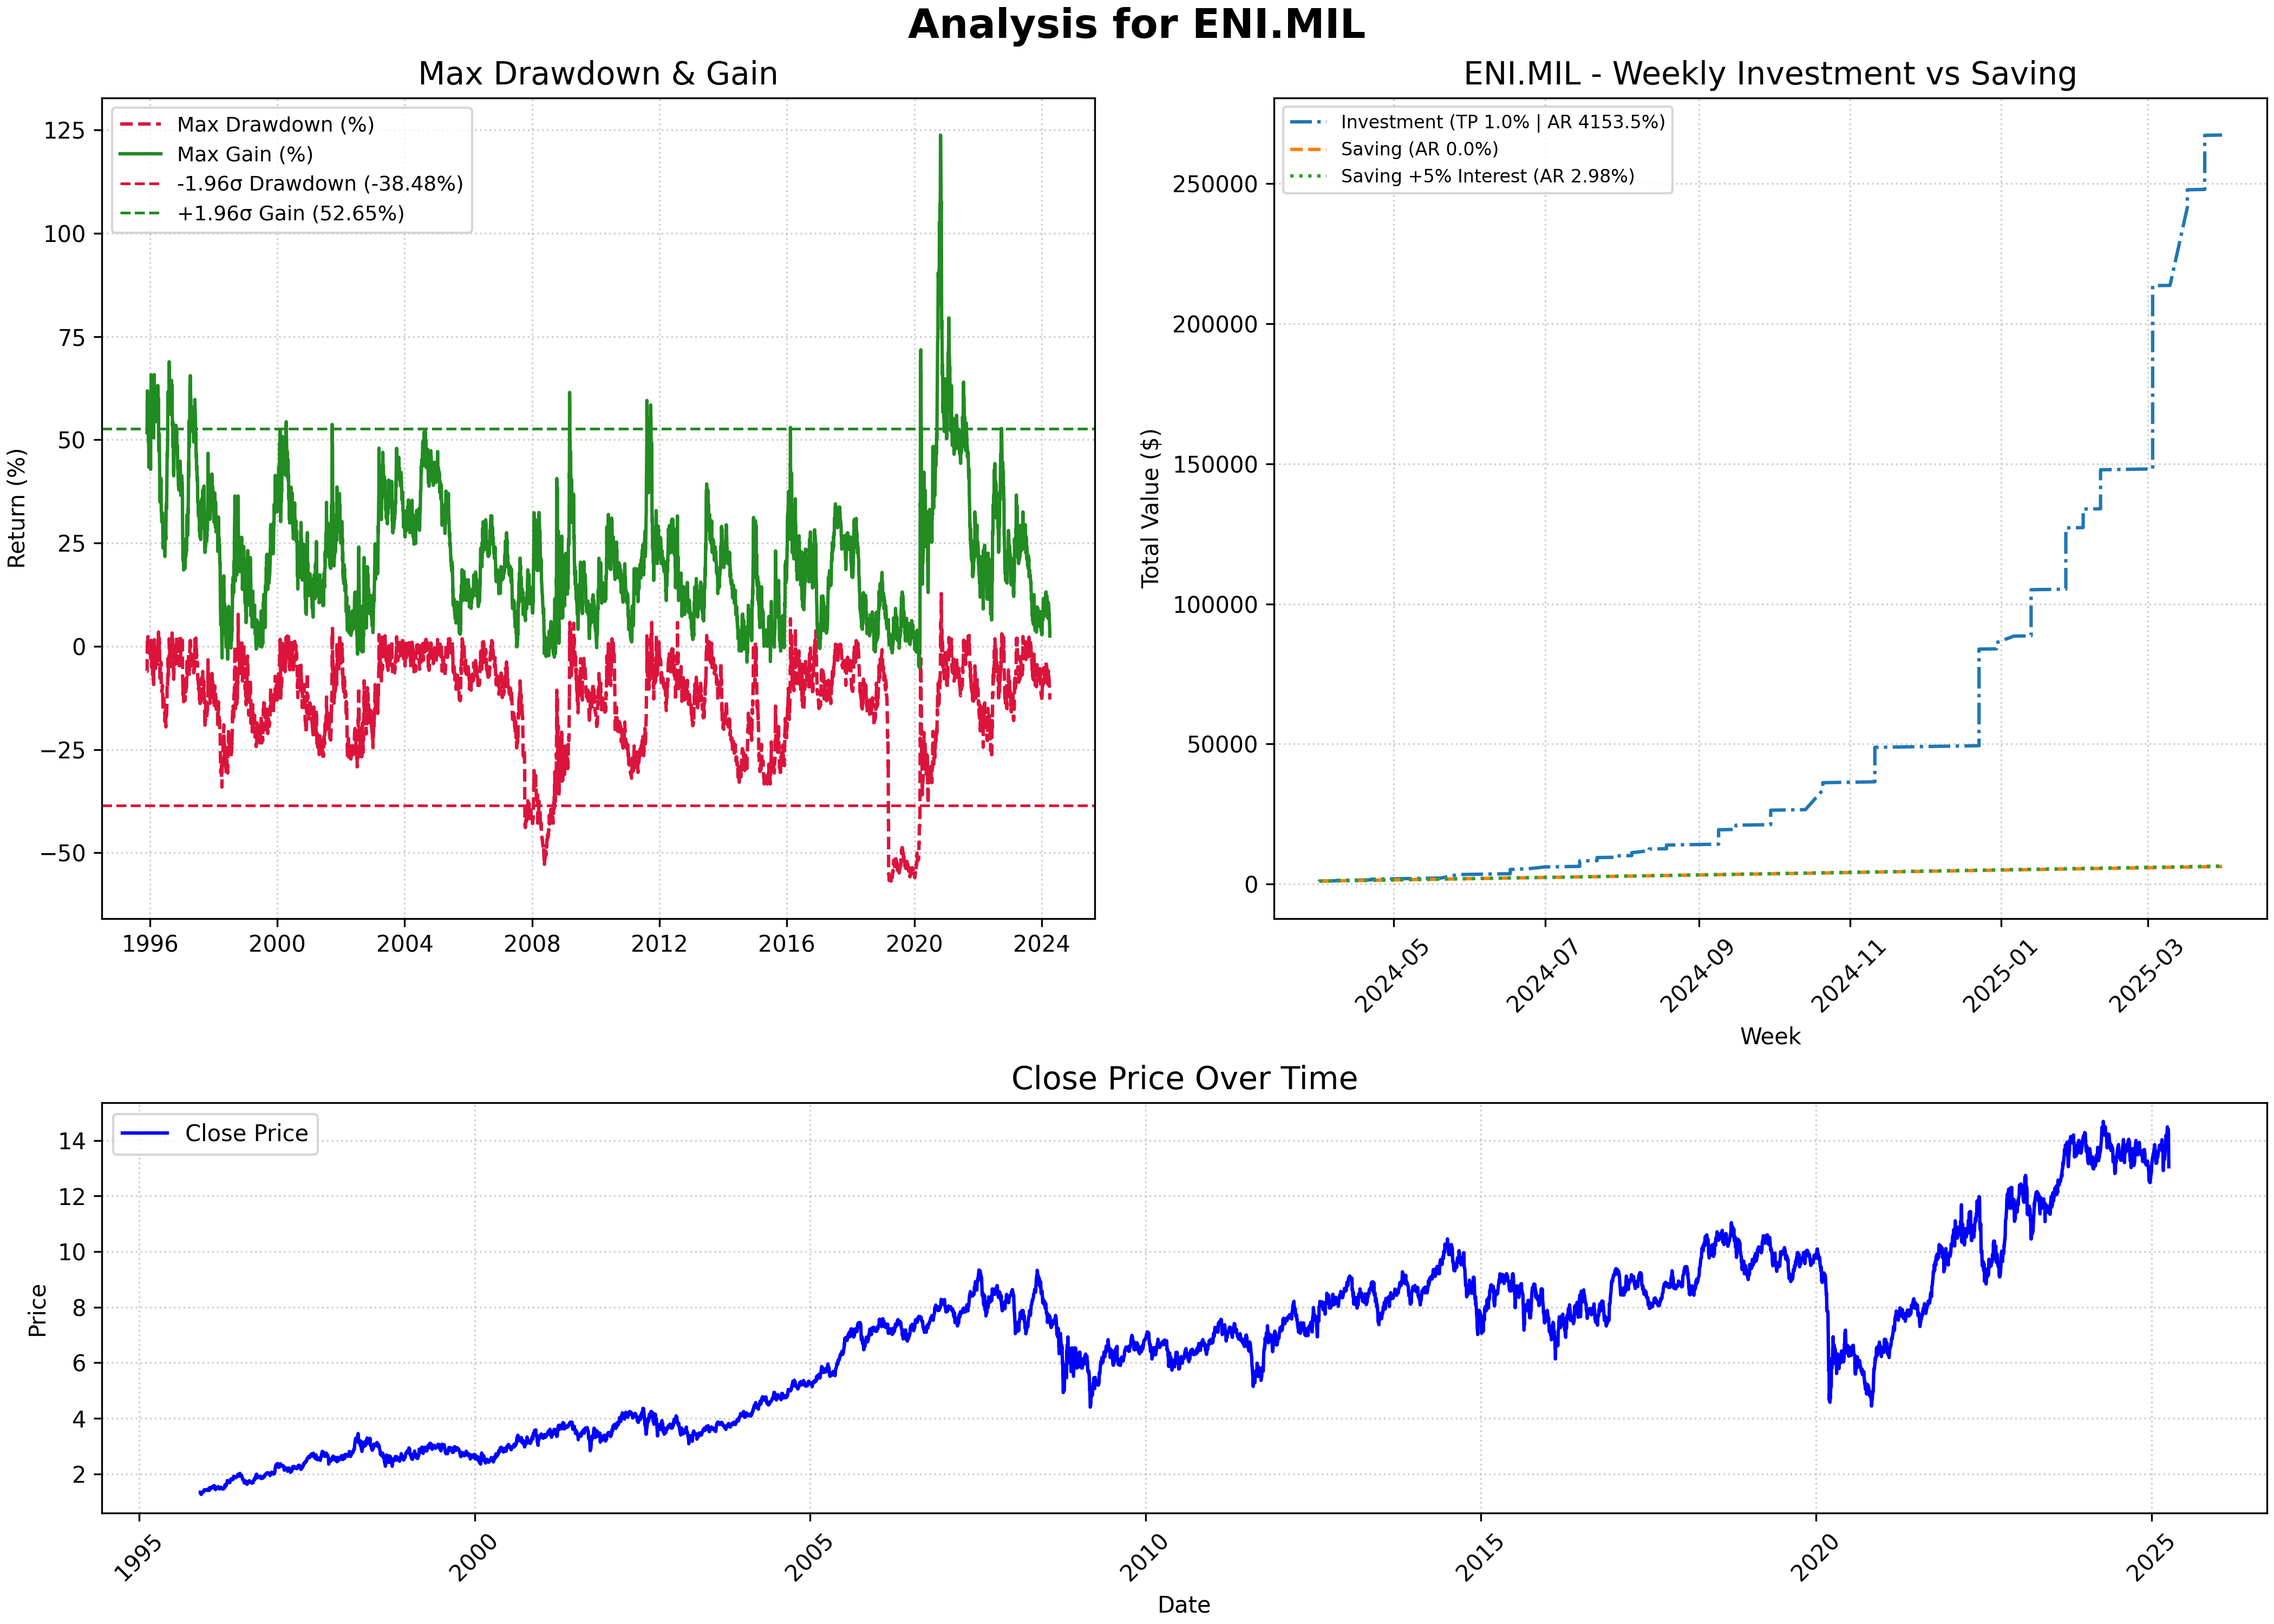 Analysis for ENI.MIL
Max Drawdown & Gain
Return (%)
125
100
75
50
25
0
−25
−50
Max Drawdown (%)
Max Gain (%)
-1.96σ Drawdown (-38.48%)
+1.96σ Gain (52.65%)
1996
2000
2004
2008
2012
2016
2020
2024
ENI.MIL - Weekly Investment vs Saving
Total Value ($)
250000
200000
150000
100000
50000
0
Investment (TP 1.0% | AR 4153.5%)
Saving (AR 0.0%)
Saving +5% Interest (AR 2.98%)
2024-05
2024-07
2024-09
2024-11
2025-01
2025-03
Week
Close Price Over Time
Price
14
12
10
8
6
4
2
Close Price
1995
2000
2005
2010
2015
2020
2025
Date